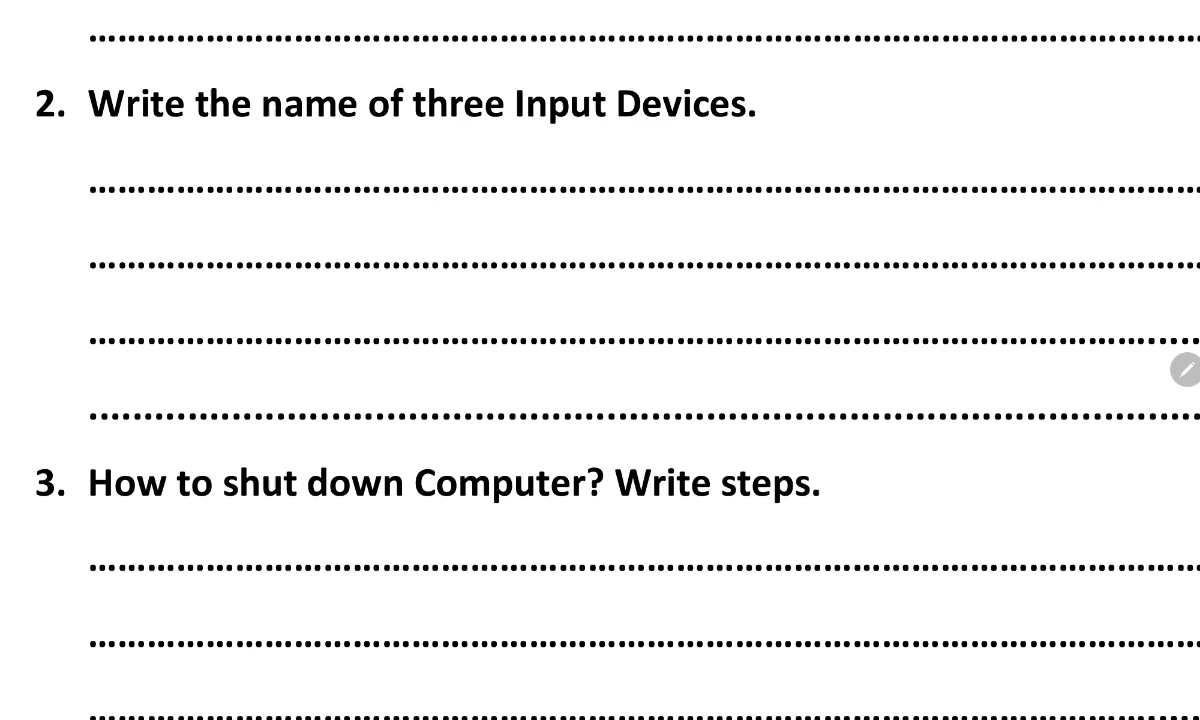 2. Write the name of three Input Devices.
3. How to shut down Computer? Write steps.